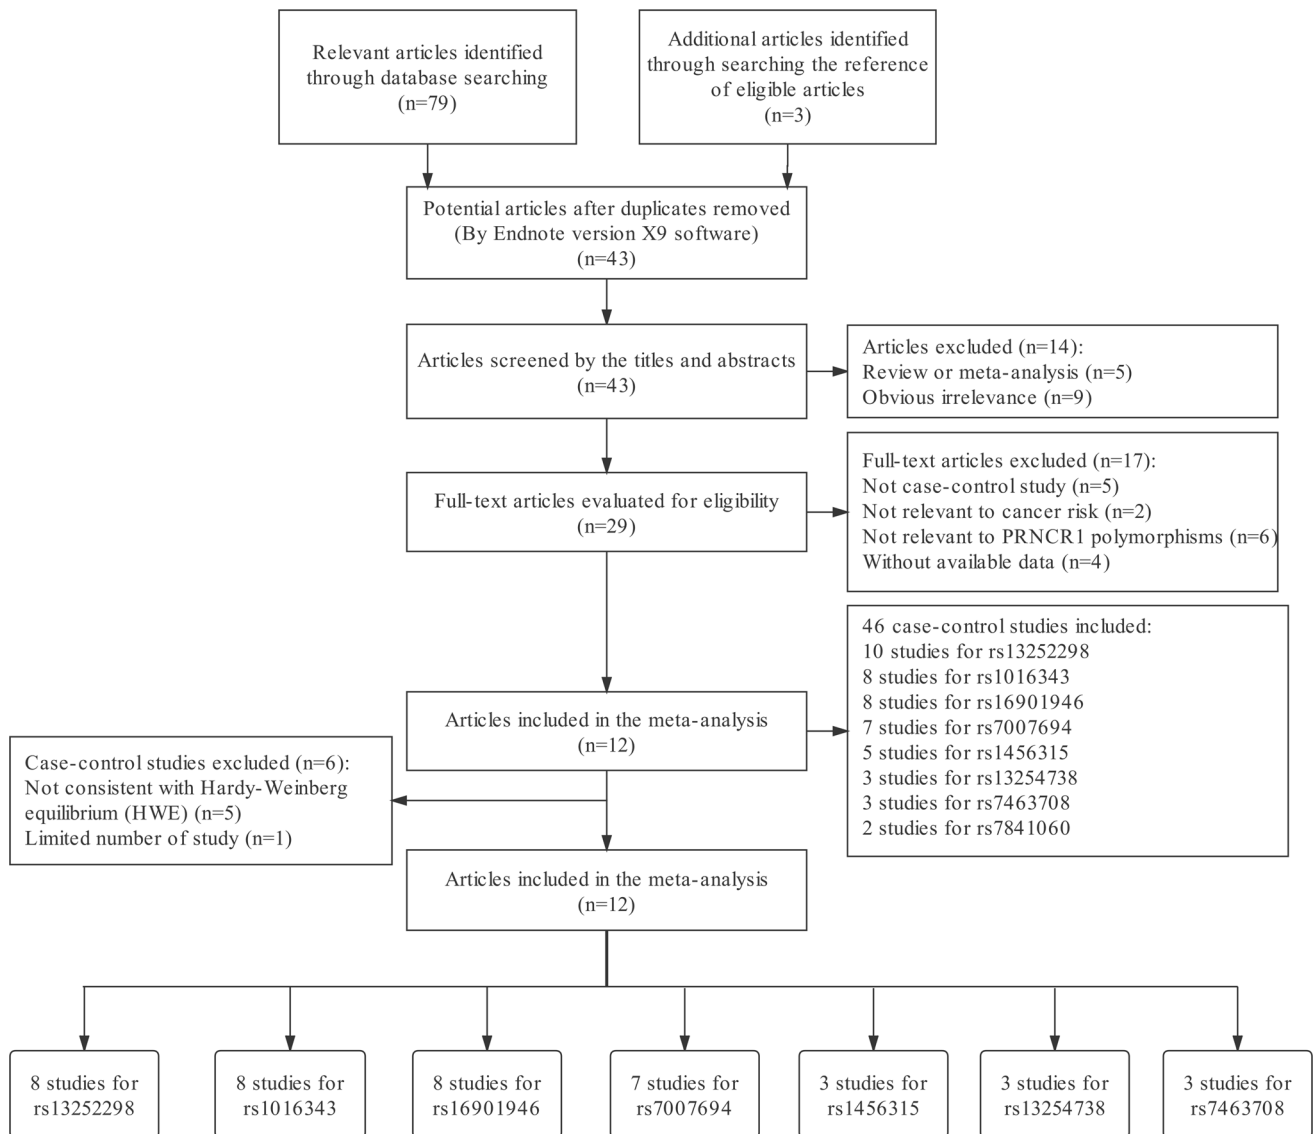 Relevant articles identified
through database searching
(n=79)
Additional articles identified
through searching the reference
of eligible articles
(n=3)
Potential articles after duplicates removed
(By Endnote version X9 software)
(n=43)
Articles screened by the titles and abstracts
(n=43)
Articles excluded (n=14):
Review or meta-analysis (n=5)
Obvious irrelevance (n=9)
Full-text articles evaluated for eligibility
(n=29)
Full-text articles excluded (n=17):
Not case-control study (n=5)
Not relevant to cancer risk (n=2)
Not relevant to PRNCR1 polymorphisms (n=6)
Without available data (n=4)
Articles included in the meta-analysis
(n=12)
46 case-control studies included:
10 studies for rs13252298
8 studies for rs1016343
8 studies for rs16901946
7 studies for rs7007694
5 studies for rs1456315
3 studies for rs13254738
3 studies for rs7463708
2 studies for rs7841060
Case-control studies excluded (n=6):
Not consistent with Hardy-Weinberg
equilibrium (HWE) (n=5)
Limited number of study (n=1)
Articles included in the meta-analysis
(n=12)
8 studies for
rs13252298
8 studies for
rs1016343
8 studies for
rs16901946
7 studies for
rs7007694
3 studies for
rs1456315
3 studies for
rs13254738
3 studies for
rs7463708